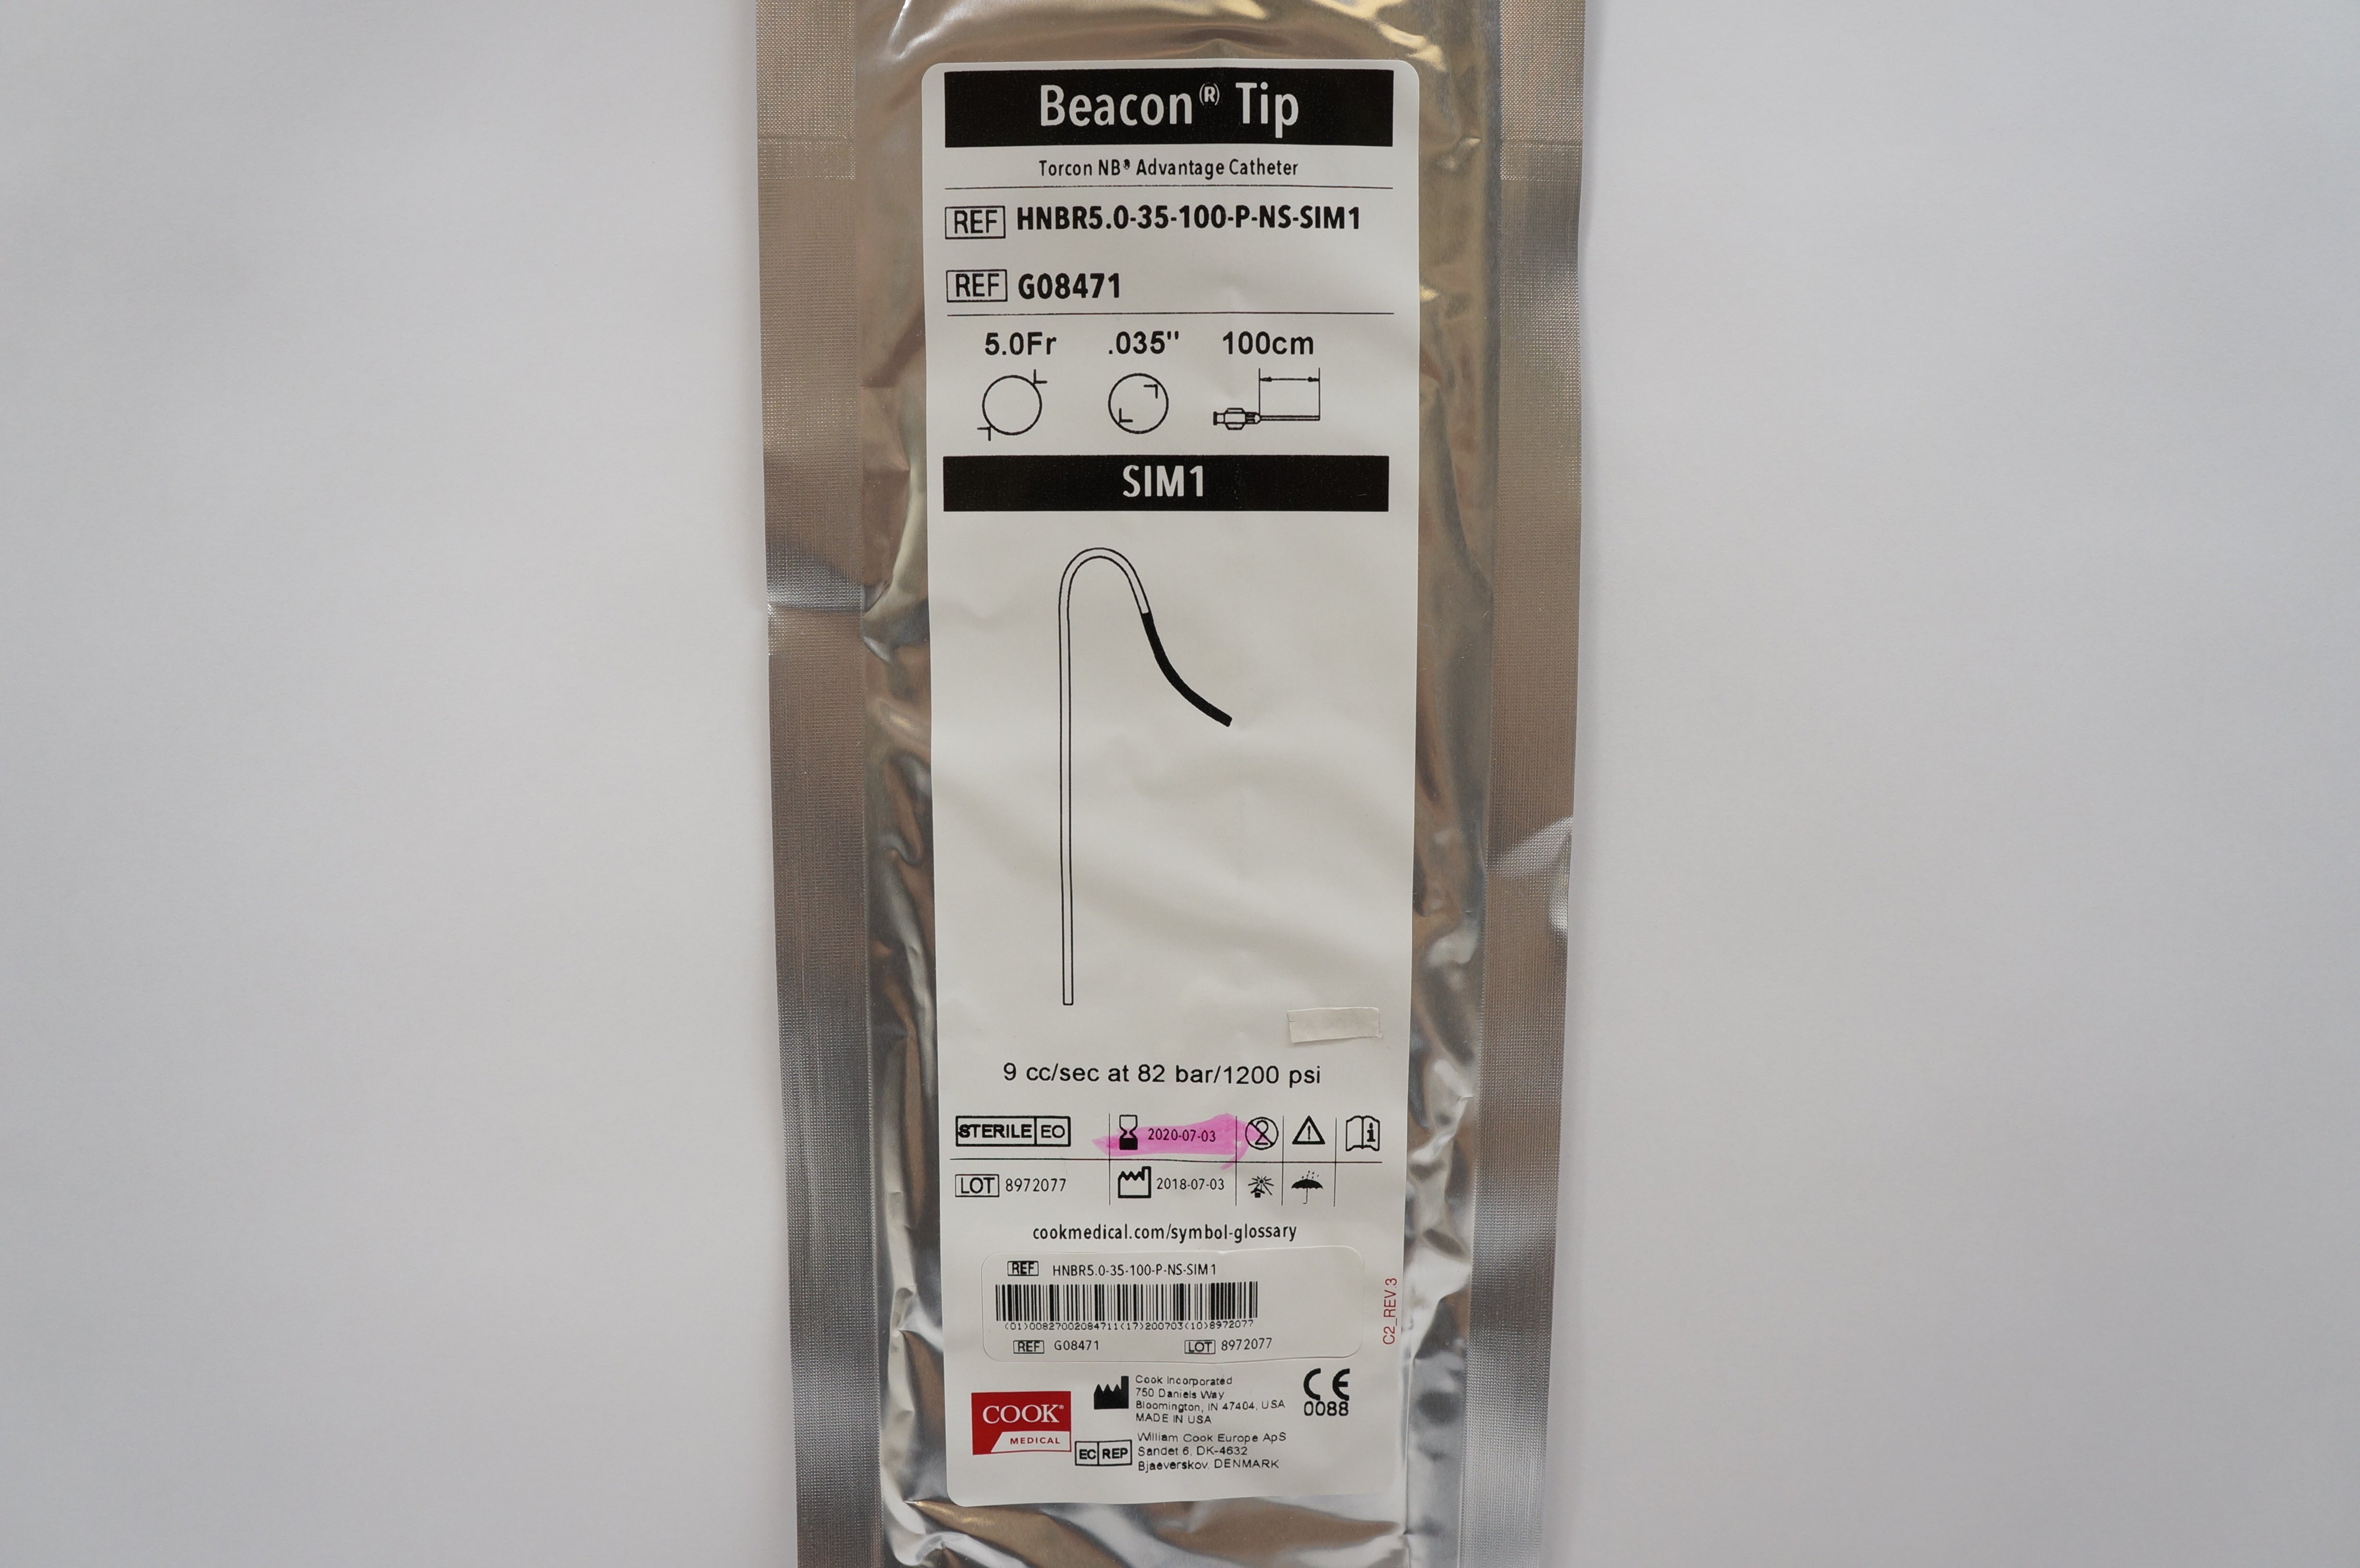 Beacon® Tip
Torcon NB® Advantage Catheter
REF HNBR5.0-35-100-P-NS-SIM1
REF G08471
5.0Fr .035" 100cm
SIM1
9 cc/sec at 82 bar/1200 psi
STERILE EO 2020-07-03 2 i
LOT 8972077 2018-07-03
cookmedical.com/symbol-glossary
REF HNBR5.0-35-100-P-NS-SIM1
(01)00827002084711(17)200703(10)8972077
REF G08471 LOT 8972077
C2_REV.3
COOK®
MEDICAL
Cook Incorporated
750 Daniels Way
Bloomington, IN 47404, USA
MADE IN USA
CE
0088
EC REP
William Cook Europe ApS
Sandet 6, DK-4632
Bjaeverskov, DENMARK